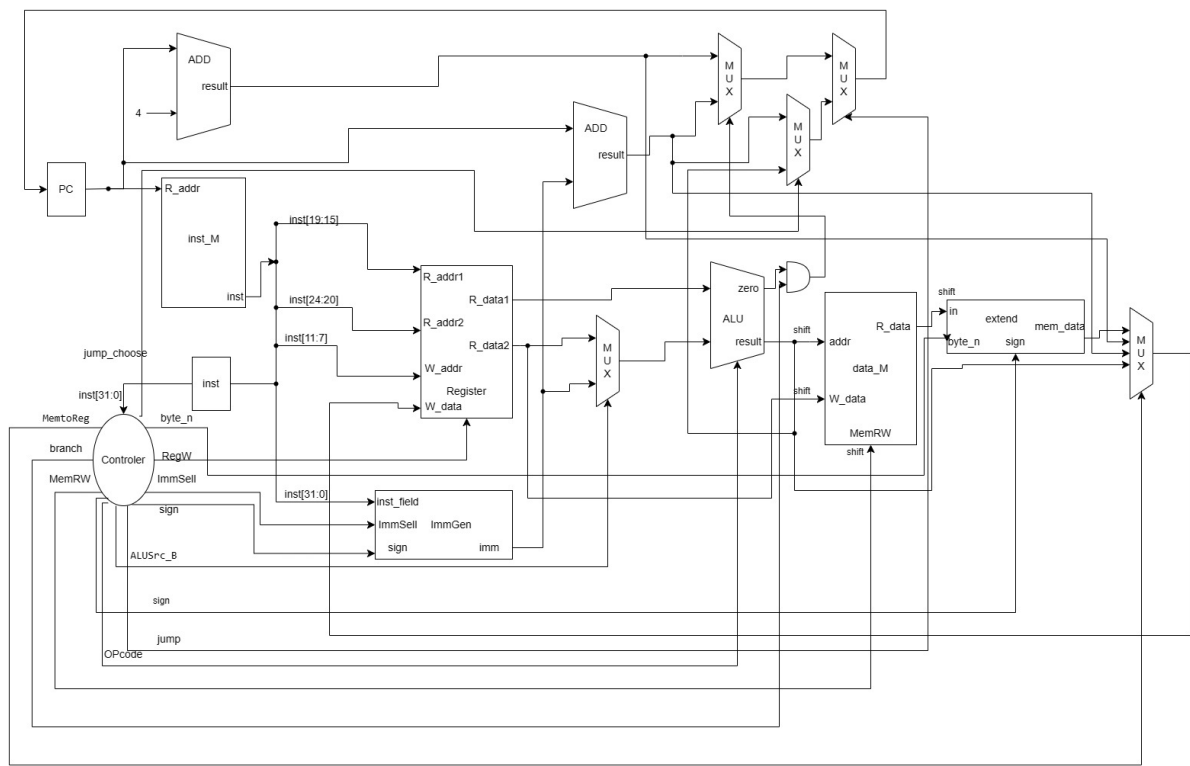 ADD
result
4
M
U
X
M
U
X
M
U
X
ADD
result
PC
R_addr
inst_M
inst
inst[19:15]
inst[24:20]
inst[11:7]
R_addr1
R_data1
R_addr2
R_data2
W_addr
Register
W_data
M
U
X
zero
ALU
result
shift
addr
R_data
data_M
shift
W_data
MemRW
shift
shift
in
extend
mem_data
byte_n
sign
M
U
X
jump_choose
inst
inst[31:0]
MemtoReg
byte_n
branch
Controler
RegW
MemRW
ImmSell
sign
inst[31:0]
inst_field
ImmSell
ImmGen
sign
imm
ALUSrc_B
sign
jump
OPcode